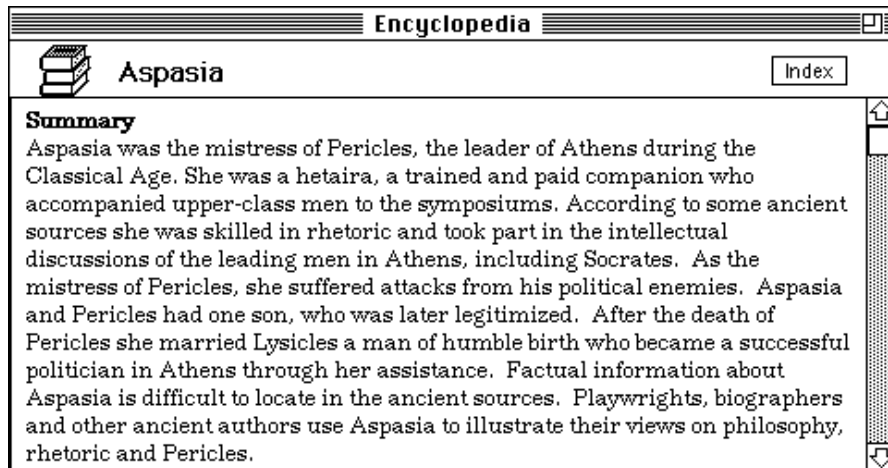 Encyclopedia
Aspasia
Index
Summary
Aspasia was the mistress of Pericles, the leader of Athens during the
Classical Age. She was a hetaira, a trained and paid companion who
accompanied upper-class men to the symposiums. According to some ancient
sources she was skilled in rhetoric and took part in the intellectual
discussions of the leading men in Athens, including Socrates.  As the
mistress of Pericles, she suffered attacks from his political enemies.  Aspasia
and Pericles had one son, who was later legitimized.  After the death of
Pericles she married Lysicles a man of humble birth who became a successful
politician in Athens through her assistance.  Factual information about
Aspasia is difficult to locate in the ancient sources.  Playwrights, biographers
and other ancient authors use Aspasia to illustrate their views on philosophy,
rhetoric and Pericles.